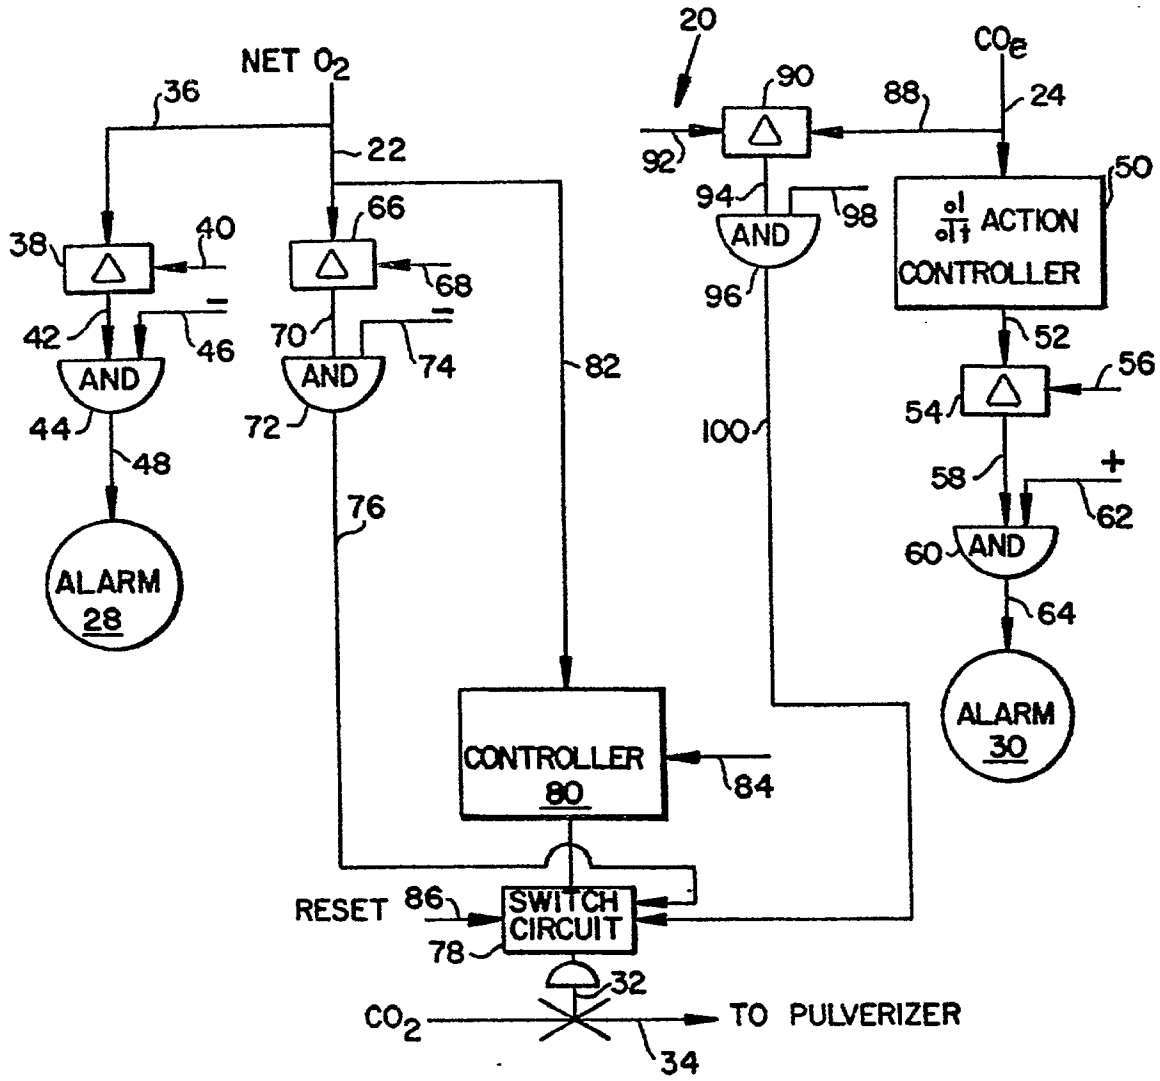 20
NET O2
COe
36
90
88
24
22
92
50
94
98
d/dt ACTION
CONTROLLER
66
38
40
68
96
42
46
70
74
52
AND
AND
AND
82
56
54
44
72
100
48
58
+
62
76
60
AND
ALARM
28
64
ALARM
30
CONTROLLER
80
84
RESET
86
SWITCH
CIRCUIT
78
32
CO2
TO PULVERIZER
34